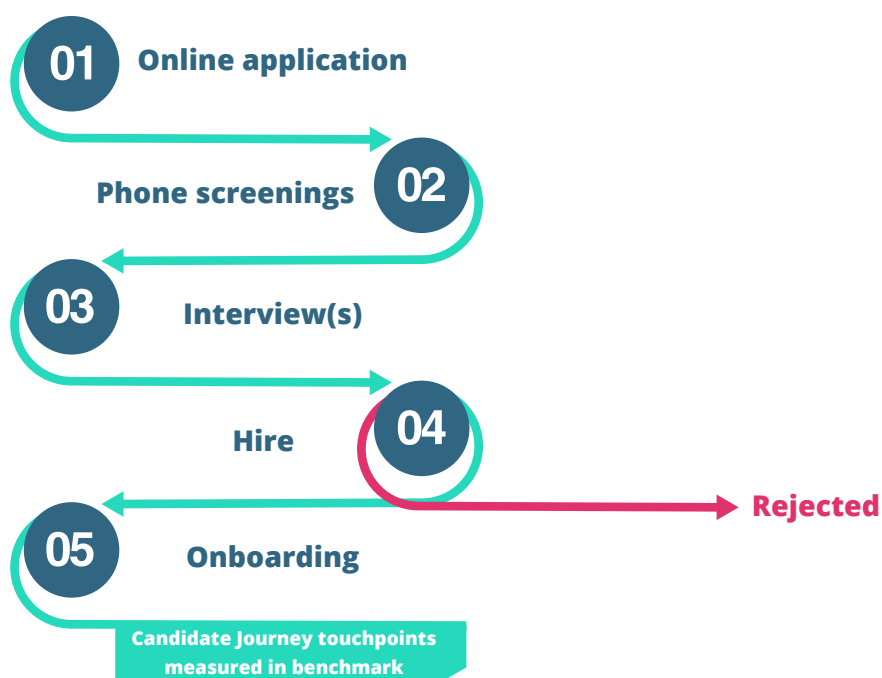 01 Online application
Phone screenings 02
03 Interview(s)
Hire 04
Rejected
05 Onboarding
Candidate Journey touchpoints
measured in benchmark